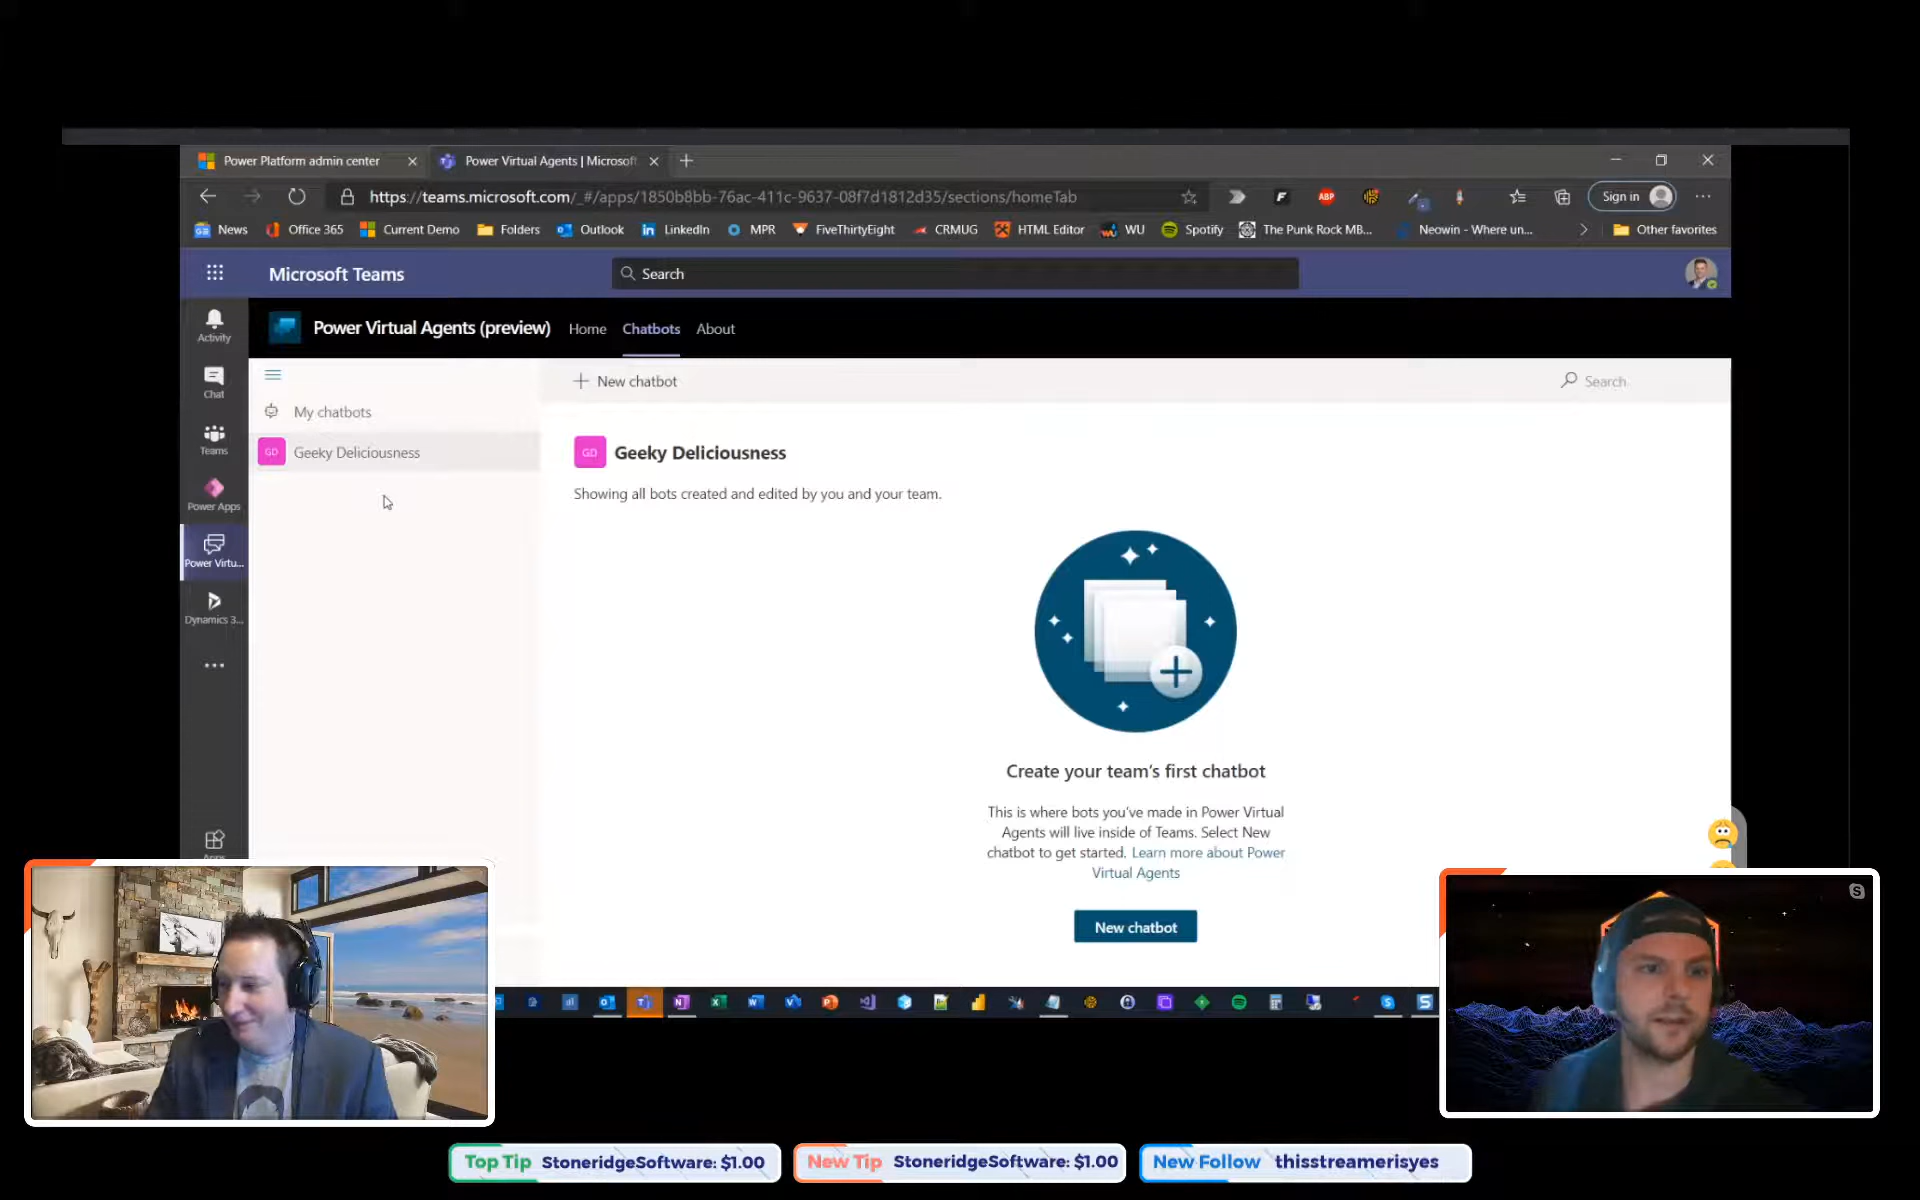 Power Platform admin center
Power Virtual Agents | Microsoft
https://teams.microsoft.com/_#/apps/1850b8bb-76ac-411c-9637-08f7d1812d35/sections/homeTab
ABP
Sign in
News
Office 365
Current Demo
Folders
Outlook
LinkedIn
MPR
FiveThirtyEight
CRMUG
HTML Editor
WU
Spotify
The Punk Rock MB...
Neowin - Where un...
Other favorites
Microsoft Teams
Search
Activity
Chat
Teams
Power Apps
Power Virtu...
Dynamics 3...
Power Virtual Agents (preview)
Home
Chatbots
About
New chatbot
Search
My chatbots
GD
Geeky Deliciousness
GD
Geeky Deliciousness
Showing all bots created and edited by you and your team.
Create your team's first chatbot
This is where bots you've made in Power Virtual
Agents will live inside of Teams. Select New
chatbot to get started. Learn more about Power
Virtual Agents
New chatbot
Top Tip StoneridgeSoftware: $1.00
New Tip StoneridgeSoftware: $1.00
New Follow thisstreamerisyes